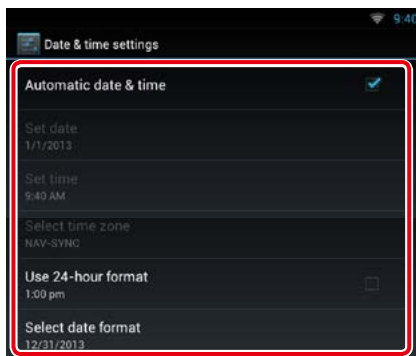 9:40
Date & time settings
Automatic date & time
Set date
1/1/2013
Set time
9:40 AM
Select time zone
NAV-SYNC
Use 24-hour format
1:00 pm
Select date format
12/31/2013